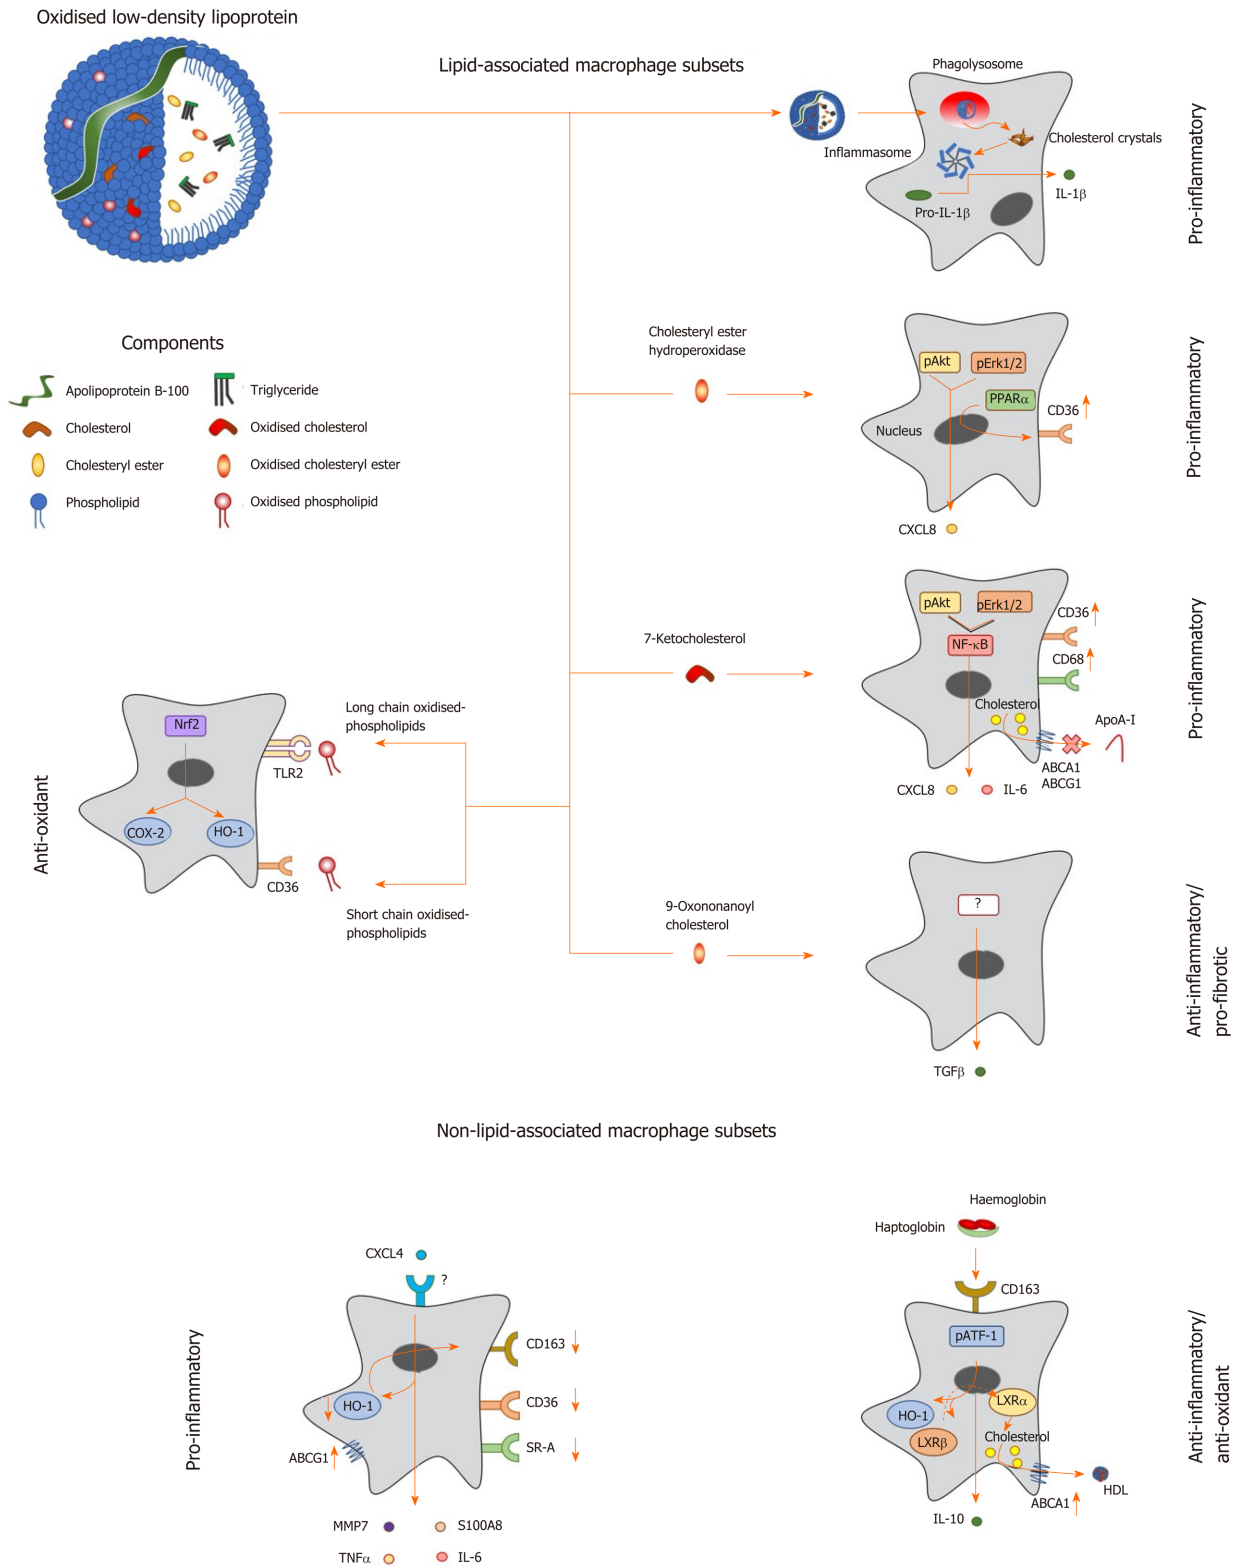 Oxidised low-density lipoprotein
Lipid-associated macrophage subsets
Phagolysosome
Cholesterol crystals
Inflammasome
IL-1β
Pro-IL-1β
Pro-inflammatory
Components
Apolipoprotein B-100
Triglyceride
Cholesterol
Oxidised cholesterol
Cholesteryl ester
Oxidised cholesteryl ester
Phospholipid
Oxidised phospholipid
Cholesteryl ester
hydroperoxidase
pAkt
pErk1/2
PPARα
CD36
Nucleus
CXCL8
Pro-inflammatory
7-Ketocholesterol
pAkt
pErk1/2
NF-κB
CD36
CD68
Cholesterol
ApoA-I
ABCA1
ABCG1
CXCL8
IL-6
Pro-inflammatory
Anti-oxidant
Nrf2
COX-2
HO-1
TLR2
CD36
Long chain oxidised-
phospholipids
Short chain oxidised-
phospholipids
9-Oxononanoyl
cholesterol
?
TGFβ
Anti-inflammatory/
pro-fibrotic
Non-lipid-associated macrophage subsets
Pro-inflammatory
CXCL4
?
CD163
HO-1
CD36
ABCG1
SR-A
MMP7
S100A8
TNFα
IL-6
Haemoglobin
Haptoglobin
CD163
pATF-1
HO-1
LXRα
LXRβ
Cholesterol
ABCA1
HDL
IL-10
Anti-inflammatory/
anti-oxidant